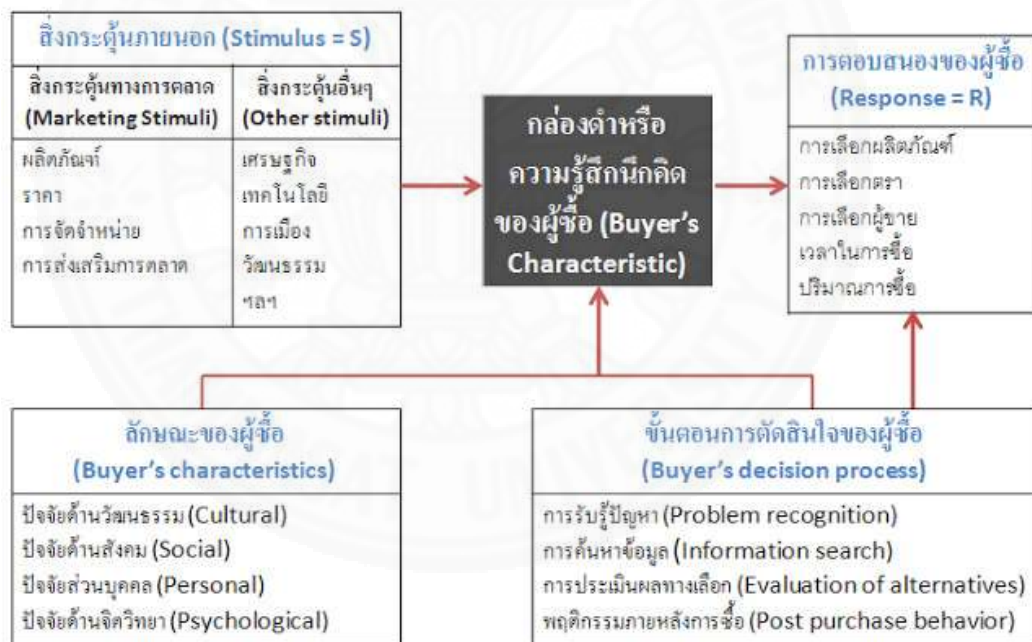 สิ่งกระตุ้นภายนอก (Stimulus = S)
สิ่งกระตุ้นทางการตลาด
(Marketing Stimuli)
ผลิตภัณฑ์
ราคา
การจัดจำหน่าย
การส่งเสริมการตลาด
สิ่งกระตุ้นอื่นๆ
(Other stimuli)
เศรษฐกิจ
เทคโนโลยี
การเมือง
วัฒนธรรม
ฯลฯ
กล่องดำหรือ
ความรู้สึกนึกคิด
ของผู้ซื้อ (Buyer's
Characteristic)
การตอบสนองของผู้ซื้อ
(Response = R)
การเลือกผลิตภัณฑ์
การเลือกตรา
การเลือกผู้ขาย
เวลาในการซื้อ
ปริมาณการซื้อ
ลักษณะของผู้ซื้อ
(Buyer's characteristics)
ปัจจัยด้านวัฒนธรรม (Cultural)
ปัจจัยด้านสังคม (Social)
ปัจจัยส่วนบุคคล (Personal)
ปัจจัยด้านจิตวิทยา (Psychological)
ขั้นตอนการตัดสินใจของผู้ซื้อ
(Buyer's decision process)
การรับรู้ปัญหา (Problem recognition)
การค้นหาข้อมูล (Information search)
การประเมินผลทางเลือก (Evaluation of alternatives)
พฤติกรรมภายหลังการซื้อ (Post purchase behavior)